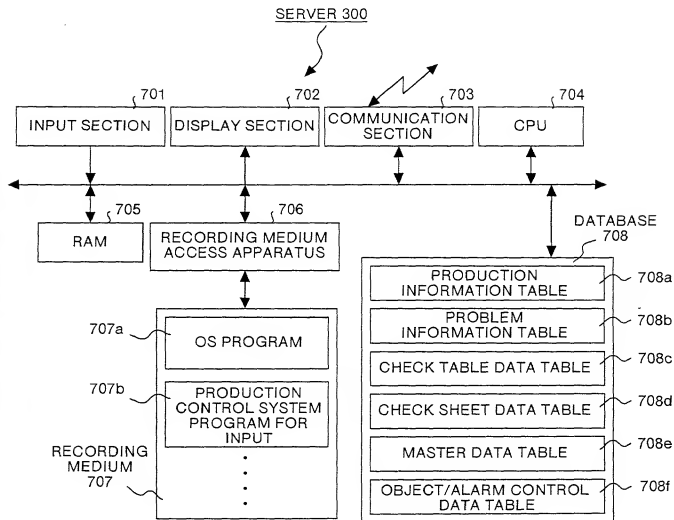 SERVER 300
701
702
703
704
INPUT SECTION
DISPLAY SECTION
COMMUNICATION
SECTION
CPU
705
706
RAM
RECORDING MEDIUM
ACCESS APPARATUS
DATABASE
708
PRODUCTION
INFORMATION TABLE
708a
PROBLEM
INFORMATION TABLE
708b
CHECK TABLE DATA TABLE
708c
CHECK SHEET DATA TABLE
708d
MASTER DATA TABLE
708e
OBJECT/ALARM CONTROL
DATA TABLE
708f
707a
OS PROGRAM
707b
PRODUCTION
CONTROL SYSTEM
PROGRAM FOR
INPUT
RECORDING
MEDIUM
707